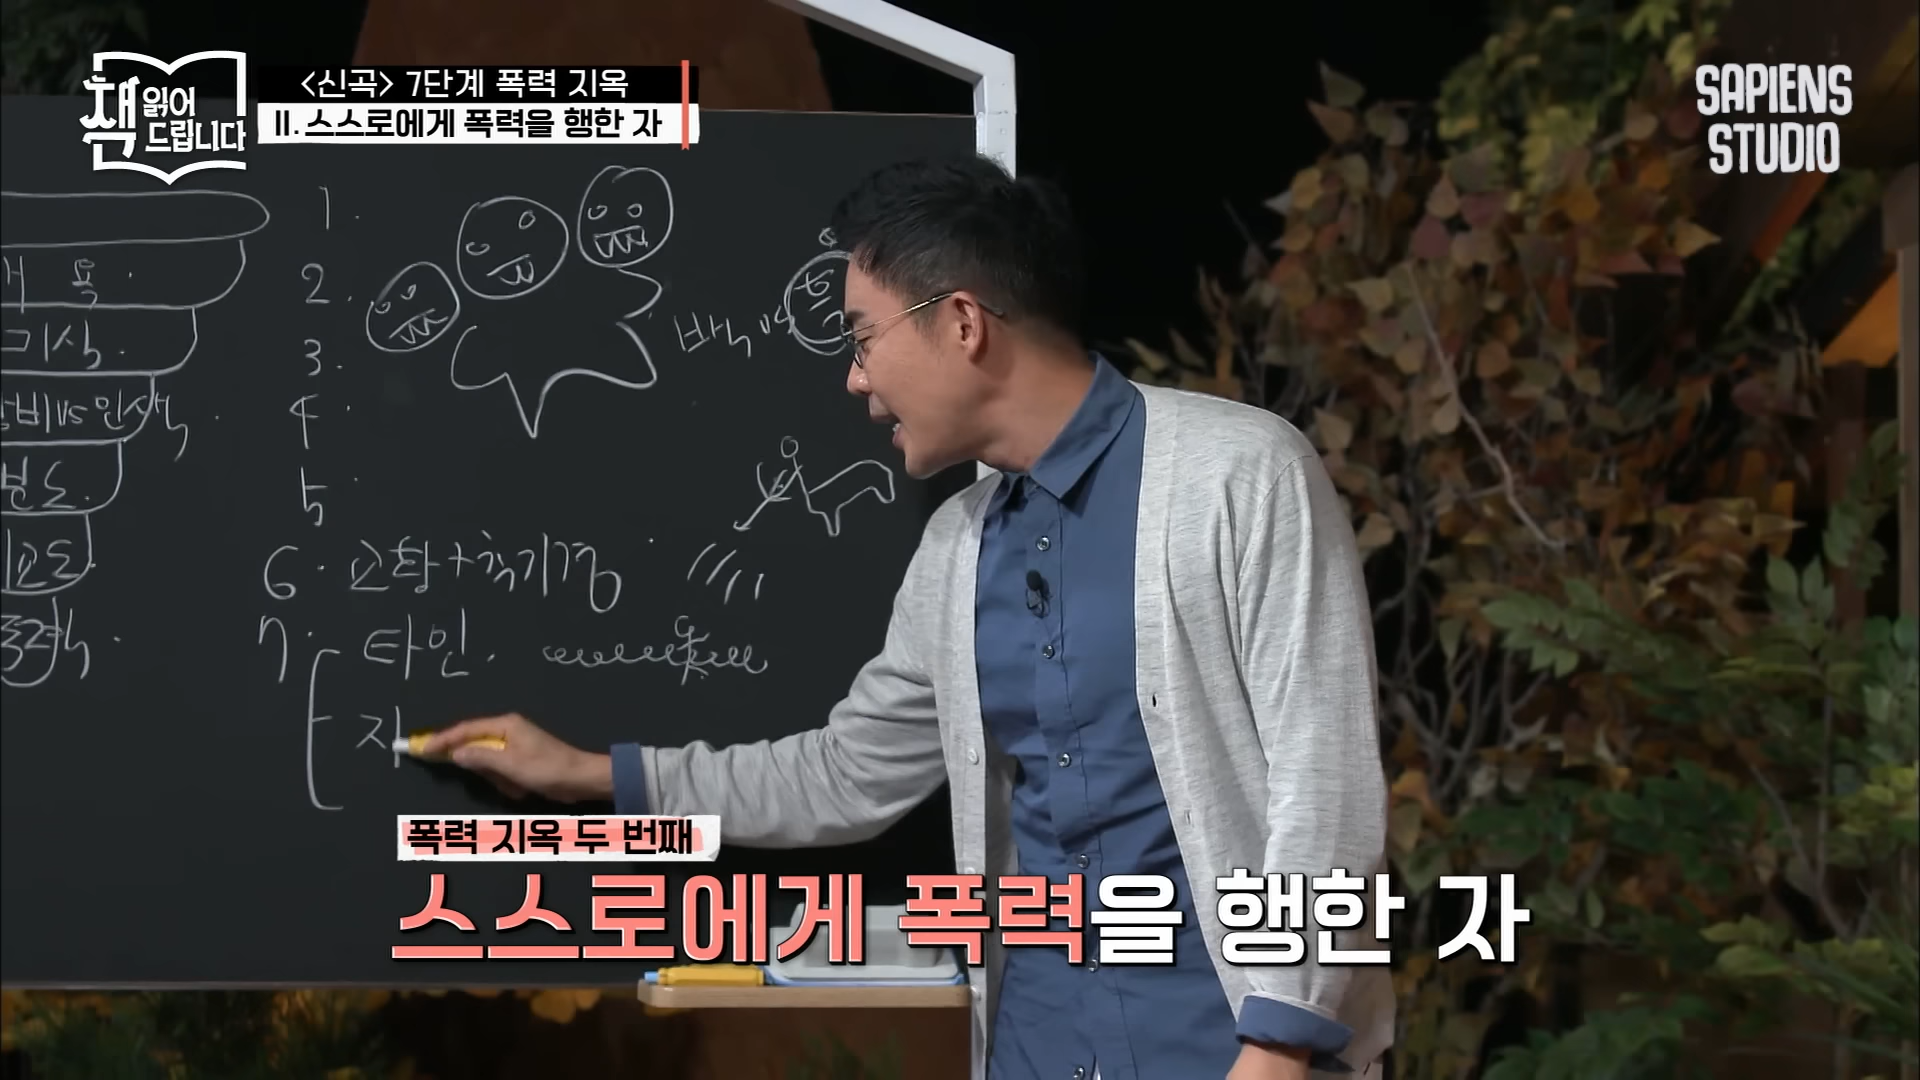 책 읽어
드립니다
<신곡> 7단계 폭력 지옥
II. 스스로에게 폭력을 행한 자
SAPIENS
STUDIO
1.
2.
3.
4.
5.
6. 교황+추기경
7. 타인.
자
폭력 지옥 두 번째
스스로에게 폭력을 행한 자